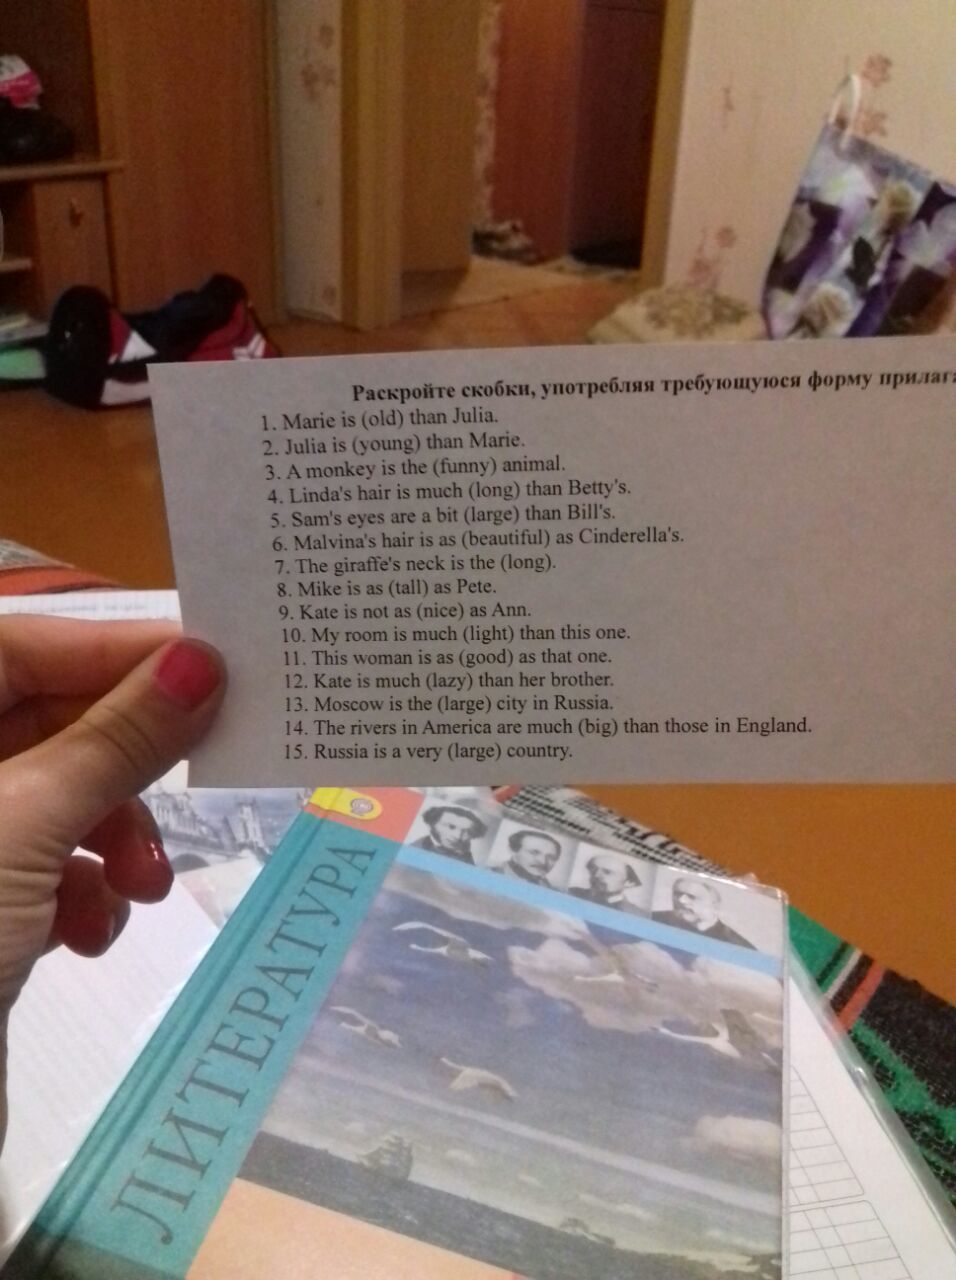 Раскройте скобки, употребляя требующуюся форму
1. Marie is (old) than Julia.
2. Julia is (young) than Marie.
3. A monkey is the (funny) animal.
4. Linda's hair is much (long) than Betty's.
5. Sam's eyes are a bit (large) than Bill's.
6. Malvina's hair is as (beautiful) as Cinderella's.
7. The giraffe's neck is the (long).
8. Mike is as (tall) as Pete.
9. Kate is not as (nice) as Ann.
10. My room is much (light) than this one.
11. This woman is as (good) as that one.
12. Kate is much (lazy) than her brother.
13. Moscow is the (large) city in Russia.
14. The rivers in America are much (big) than those in England.
15. Russia is a very (large) country.
ЛИТЕРАТУРА